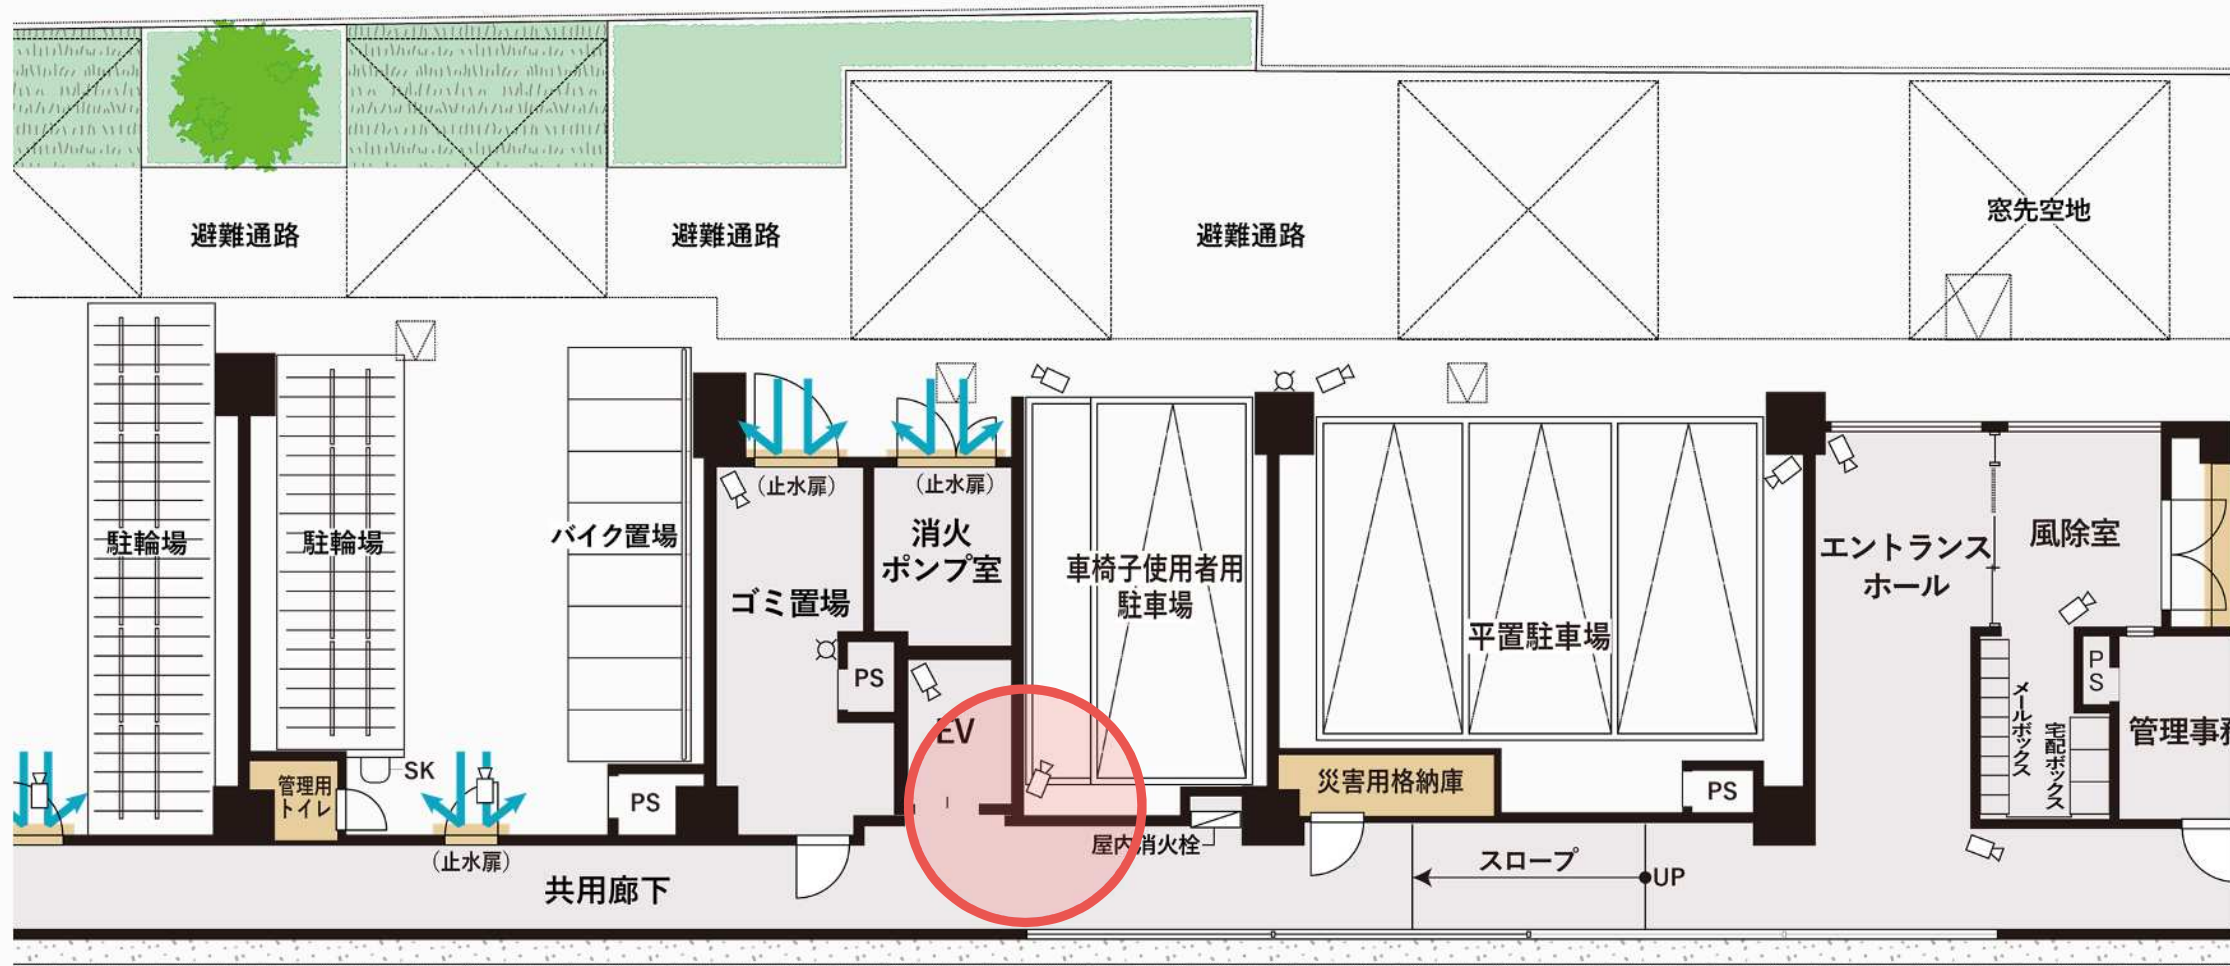 避難通路
避難通路
避難通路
窓先空地
駐輪場
駐輪場
バイク置場
(止水扉)
(止水扉)
ゴミ置場
消火
ポンプ室
車椅子使用者用
駐車場
平置駐車場
エントランス
ホール
風除室
PS
EV
PS
メールボックス
宅配ボックス
管理事務
管理用
トイレ
SK
PS
災害用格納庫
PS
(止水扉)
屋内消火栓
共用廊下
スロープ
UP